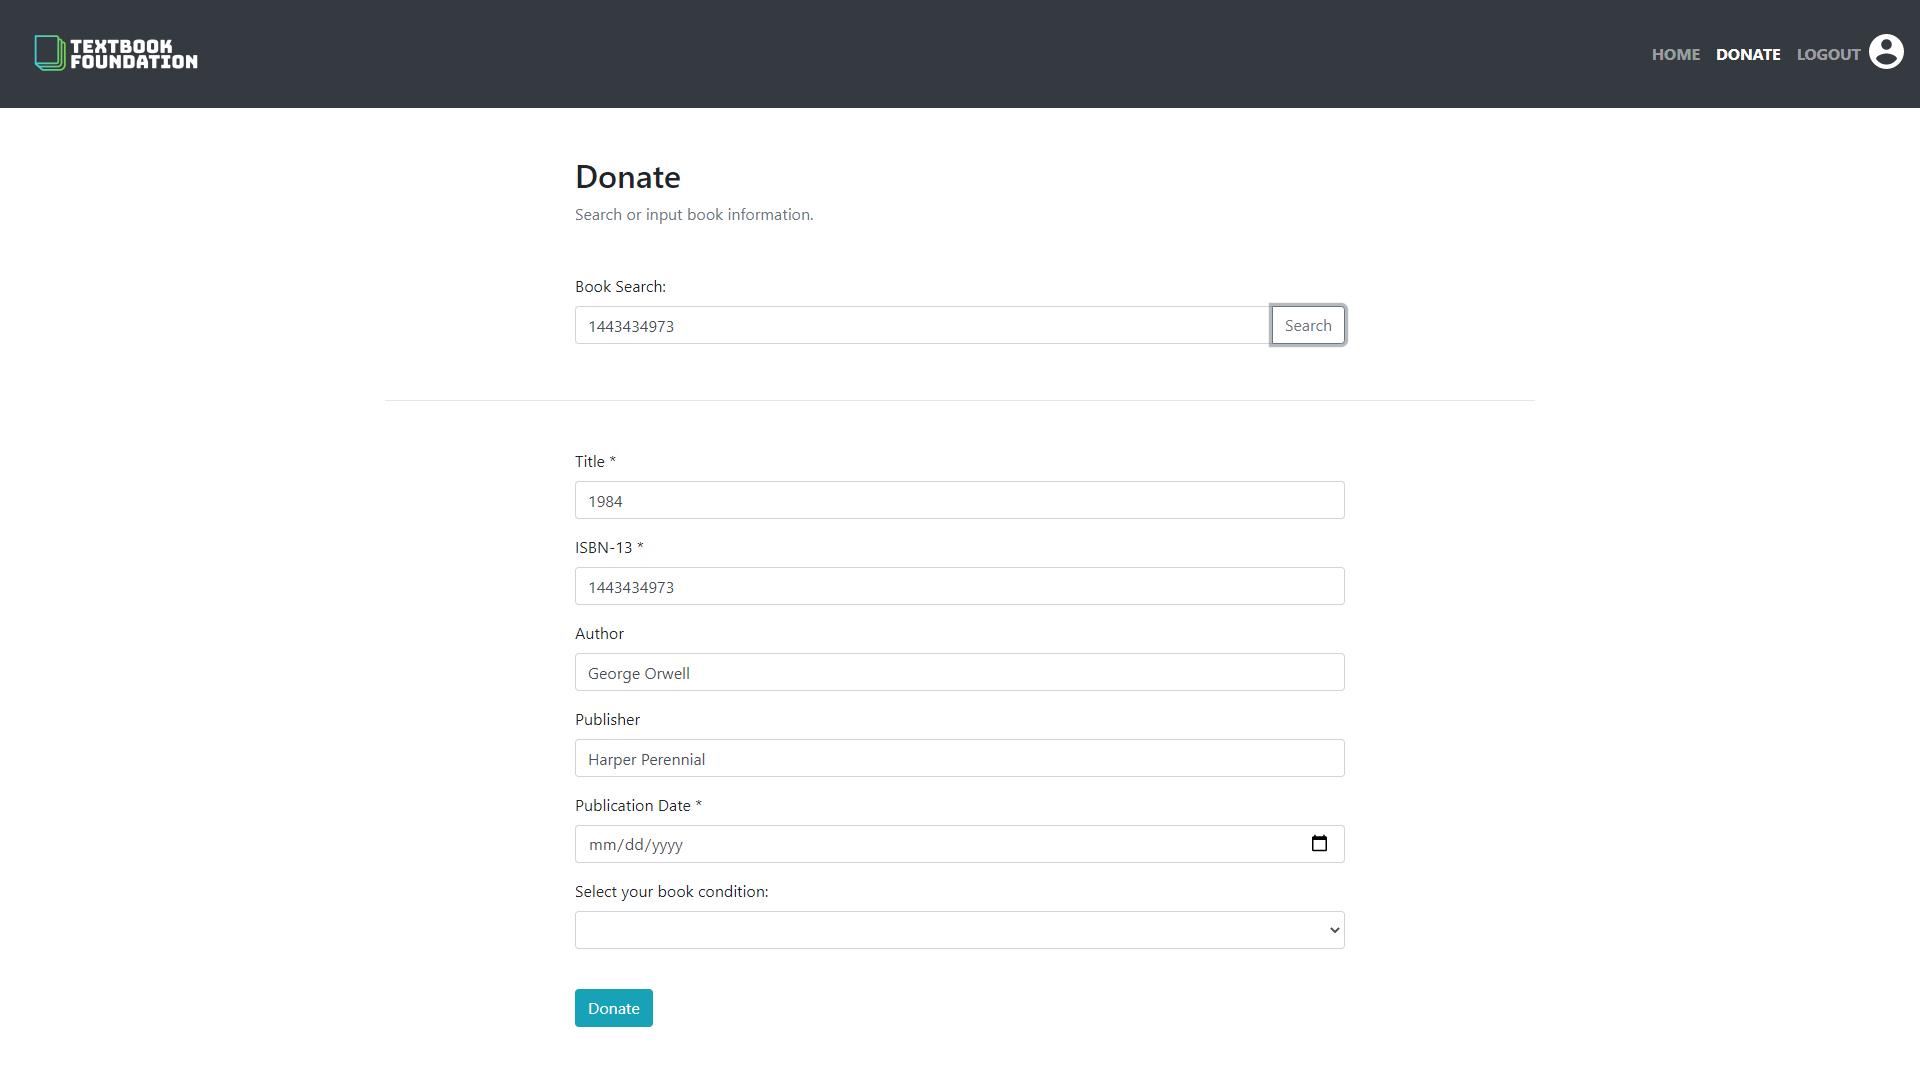 TEXTBOOK
FOUNDATION
HOME DONATE LOGOUT
Donate
Search or input book information.
Book Search:
1443434973 Search
Title *
1984
ISBN-13 *
1443434973
Author
George Orwell
Publisher
Harper Perennial
Publication Date *
mm/dd/yyyy
Select your book condition:
Donate